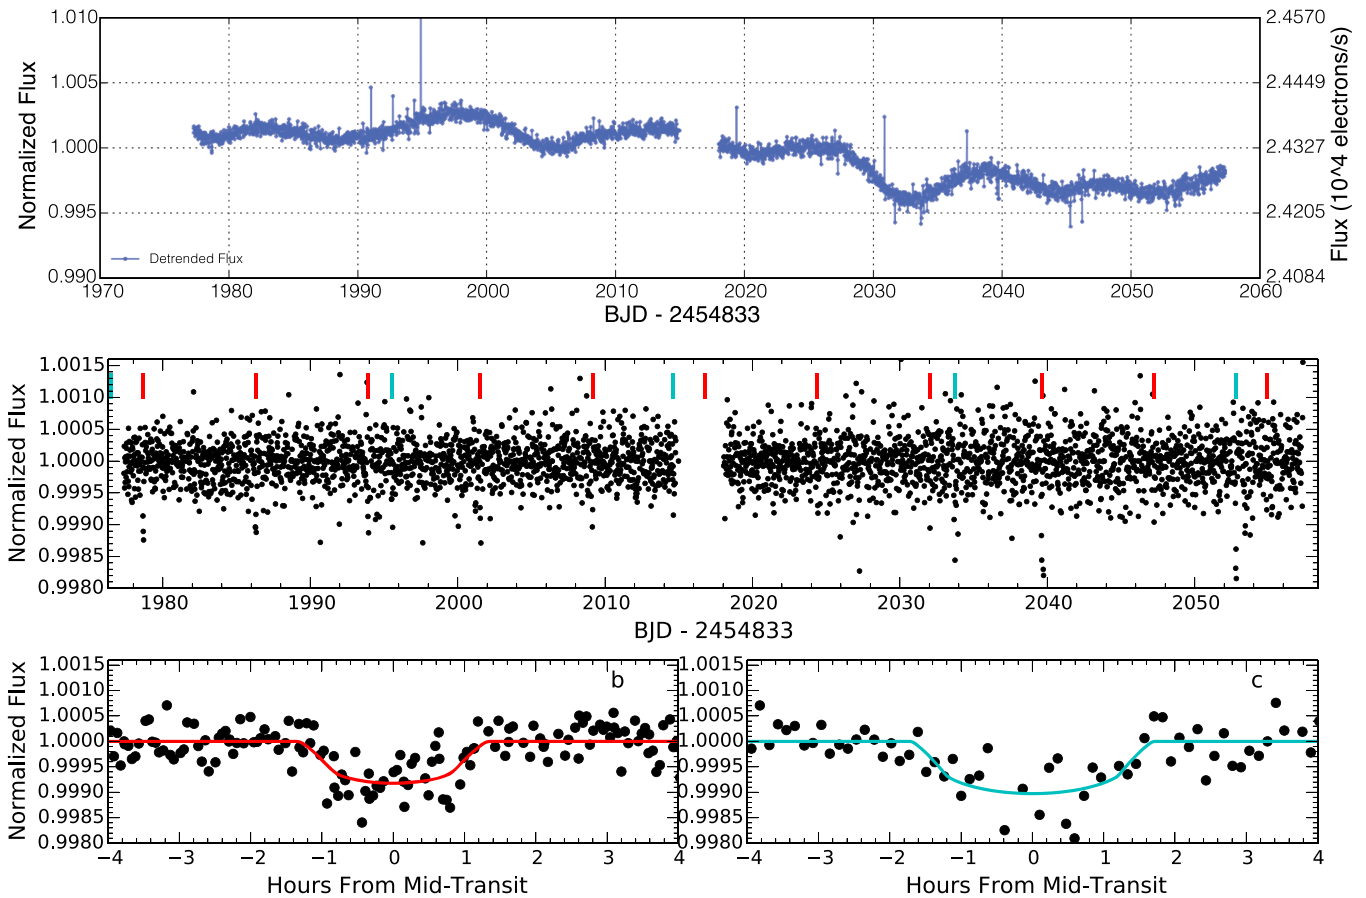 1.010
1.005
1.000
0.995
0.990
Normalized Flux
2.4570
2.4449
2.4327
2.4205
2.4084
Flux (10^4 electrons/s)
Detrended Flux
1970 1980 1990 2000 2010 2020 2030 2040 2050 2060
BJD - 2454833
1.0015
1.0010
1.0005
1.0000
0.9995
0.9990
0.9985
0.9980
Normalized Flux
1980 1990 2000 2010 2020 2030 2040 2050
BJD - 2454833
1.0015
1.0010
1.0005
1.0000
0.9995
0.9990
0.9985
0.9980
Normalized Flux
b
−4 −3 −2 −1 0 1 2 3 4
Hours From Mid-Transit
1.0015
1.0010
1.0005
1.0000
0.9995
0.9990
0.9985
0.9980
c
−4 −3 −2 −1 0 1 2 3 4
Hours From Mid-Transit